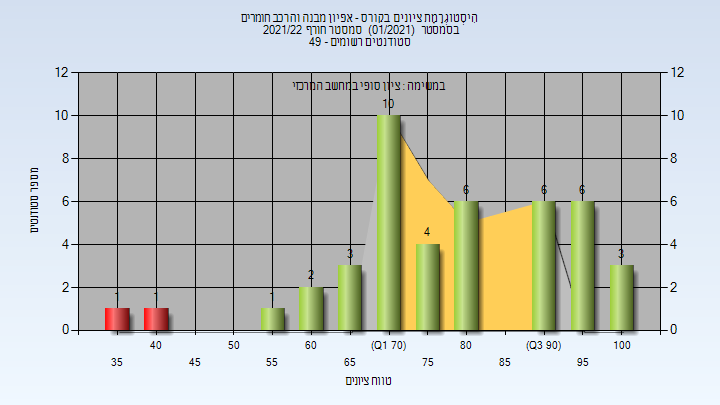 היסטוגרמת ציונים בקורס - אפיון מבנה והרכב חומרים
בסמסטר (01/2021) סמסטר חורף 2021/22
סטודנטים רשומים - 49
במשימה : ציון סופי במחשב המרכזי
12 12
10 10
8 8
6 6
4 4
2 2
0 0
מספר סטודנטים
1 1 1 2 3 10 4 6 6 6 3
40 50 60 (Q1 70) 80 (Q3 90) 100
35 45 55 65 75 85 95
טווח ציונים